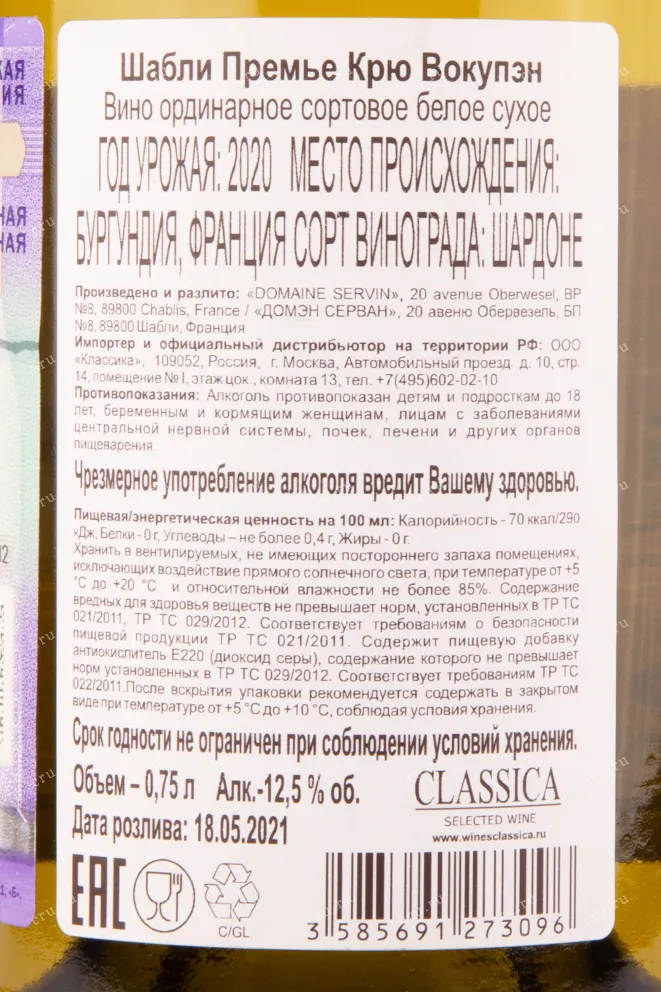 Шабли Премье Крю Вокупэн
Вино ординарное сортовое белое сухое
ГОД УРОЖАЯ: 2020 МЕСТО ПРОИСХОЖДЕНИЯ:
БУРГУНДИЯ, ФРАНЦИЯ СОРТ ВИНОГРАДА: ШАРДОНЕ
Произведено и разлито: «DOMAINE SERVIN», 20 avenue Oberwesel, BP
№8, 89800 Chablis, France / «ДОМЭН СЕРВАН», 20 авеню Обервезель, БП
№8, 89800 Шабли, Франция
Импортер и официальный дистрибьютор на территории РФ: ООО
«Классика», 109052, Россия, г. Москва, Автомобильный проезд д. 10, стр.
14, помещение №I, этаж цок., комната 13, тел. +7(495)602-02-10
Противопоказания: Алкоголь противопоказан детям и подросткам до 18
лет, беременным и кормящим женщинам, лицам с заболеваниями
центральной нервной системы, почек, печени и других органов
пищеварения.
Чрезмерное употребление алкоголя вредит Вашему здоровью.
Пищевая/энергетическая ценность на 100 мл: Калорийность - 70 ккал/290
кДж, Белки - 0 г, Углеводы – не более 0,4 г, Жиры - 0 г.
Хранить в вентилируемых, не имеющих постороннего запаха помещениях,
исключающих воздействие прямого солнечного света, при температуре от +5
°С до +20 °С и относительной влажности не более 85%. Содержание
вредных для здоровья веществ не превышает норм, установленных в ТР ТС
021/2011, ТР ТС 029/2012. Соответствует требованиям о безопасности
пищевой продукции ТР ТС 021/2011. Содержит пищевую добавку
антиокислитель Е220 (диоксид серы), содержание которого не превышает
норм установленных в ТР ТС 029/2012. Соответствует требованиям ТР ТС
022/2011.После вскрытия упаковки рекомендуется содержать в закрытом
виде при температуре от +5 °С до +10 °С, соблюдая условия хранения.
Срок годности не ограничен при соблюдении условий хранения.
Объем – 0,75 л Алк.-12,5 % об.
Дата розлива: 18.05.2021
CLASSICA
SELECTED WINE
www.winesclassica.ru
EAC
C/GL
3 585691 273096